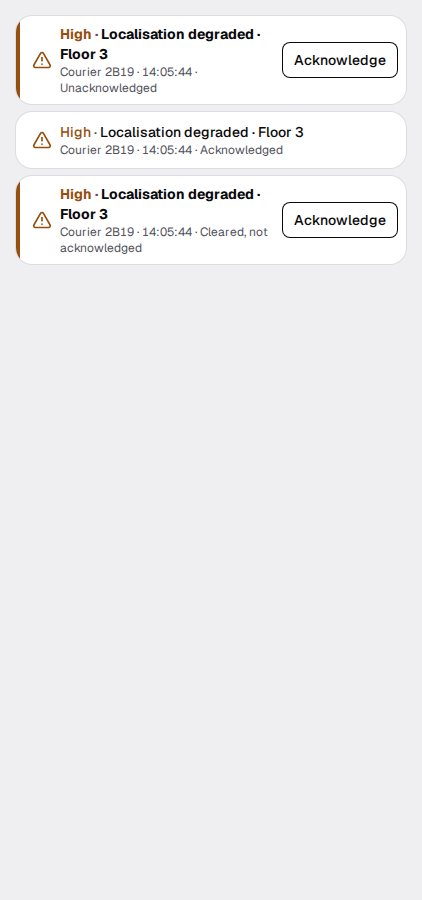 High · Localisation degraded ·
Floor 3
Courier 2B19 · 14:05:44 ·
Unacknowledged
Acknowledge
High · Localisation degraded · Floor 3
Courier 2B19 · 14:05:44 · Acknowledged
High · Localisation degraded ·
Floor 3
Courier 2B19 · 14:05:44 · Cleared, not
acknowledged
Acknowledge